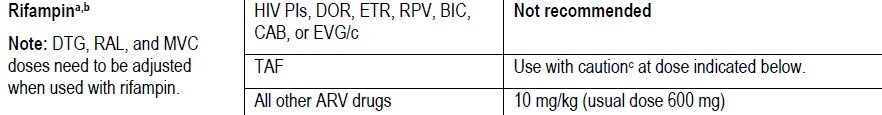 Rifampinᵃ,ᵇ
Note: DTG, RAL, and MVC
doses need to be adjusted
when used with rifampin.
HIV PIs, DOR, ETR, RPV, BIC,
CAB, or EVG/c
Not recommended
TAF
Use with cautionᶜ at dose indicated below.
All other ARV drugs
10 mg/kg (usual dose 600 mg)